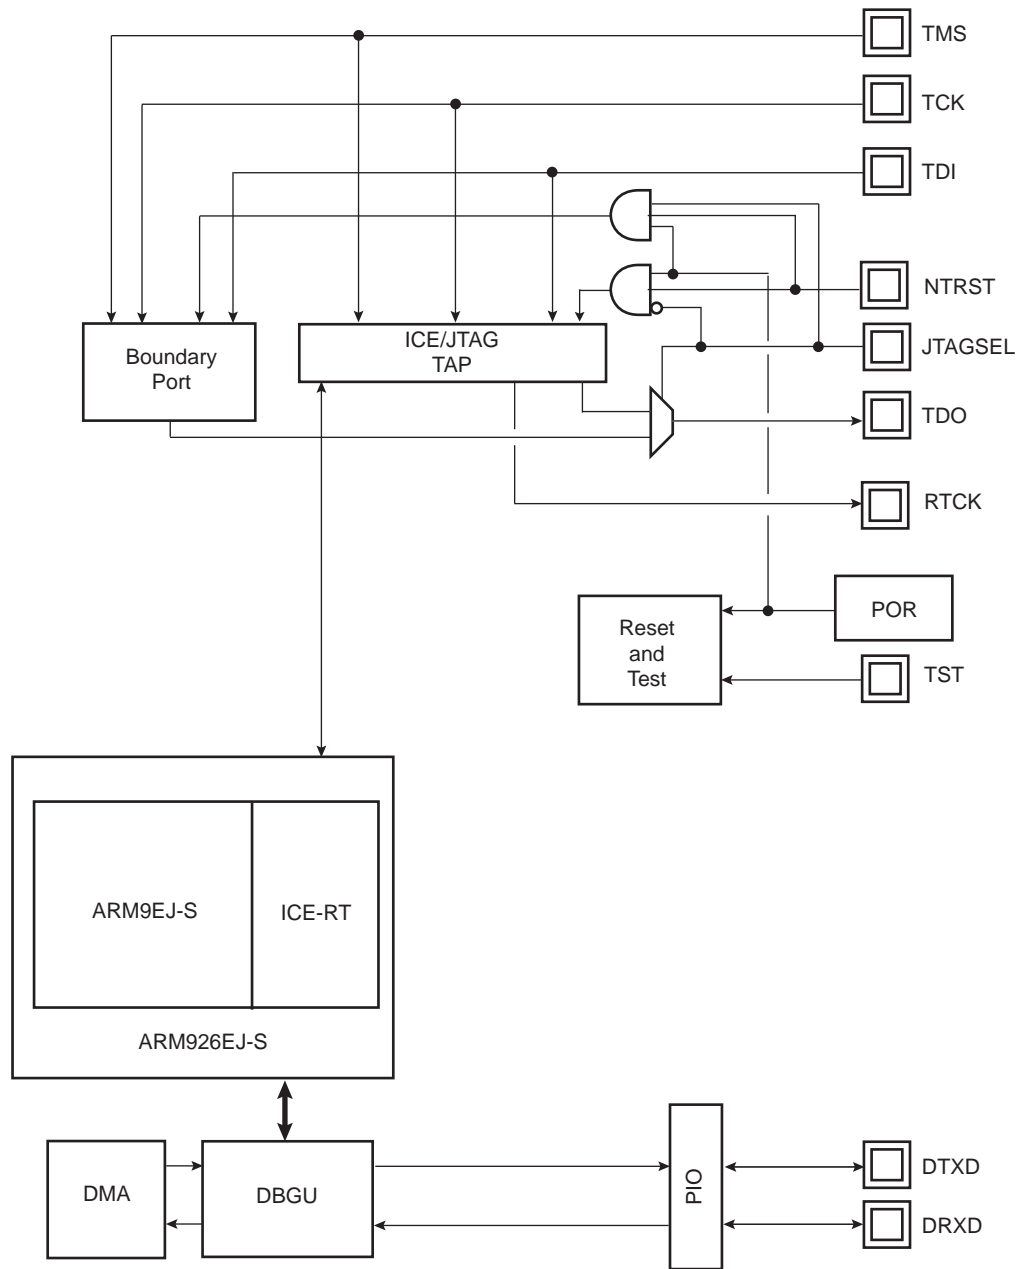 TMS
TCK
TDI
NTRST
JTAGSEL
TDO
RTCK
Boundary
Port
ICE/JTAG
TAP
POR
Reset
and
Test
TST
ARM9EJ-S
ICE-RT
ARM926EJ-S
DMA
DBGU
PIO
DTXD
DRXD